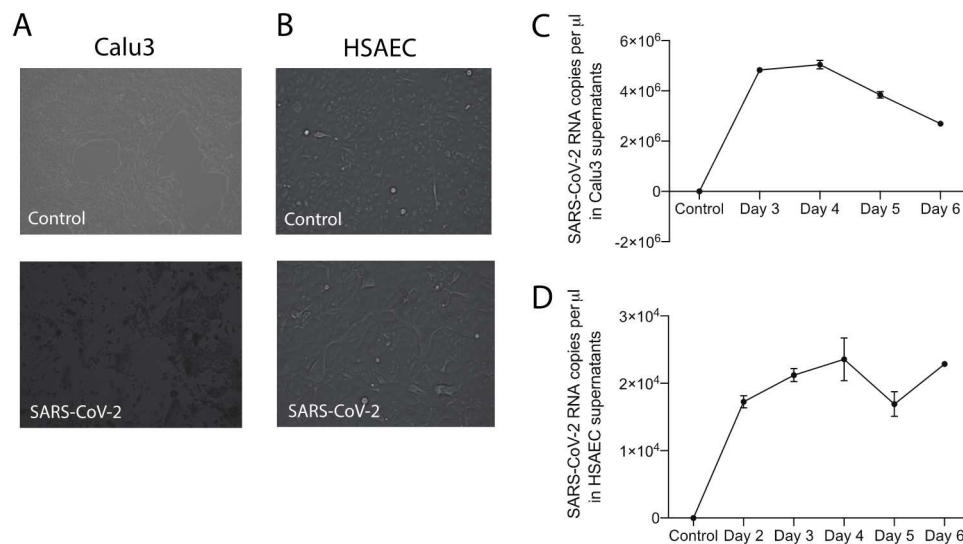 A
Calu3
Control
SARS-CoV-2
B
HSAEC
Control
SARS-CoV-2
C
SARS-CoV-2 RNA copies per µl
in Calu3 supernatants
6×10⁶
4×10⁶
2×10⁶
0
-2×10⁶
Control Day 3 Day 4 Day 5 Day 6
D
SARS-CoV-2 RNA copies per µl
in HSAEC supernatants
3×10⁴
2×10⁴
1×10⁴
0
Control Day 2 Day 3 Day 4 Day 5 Day 6